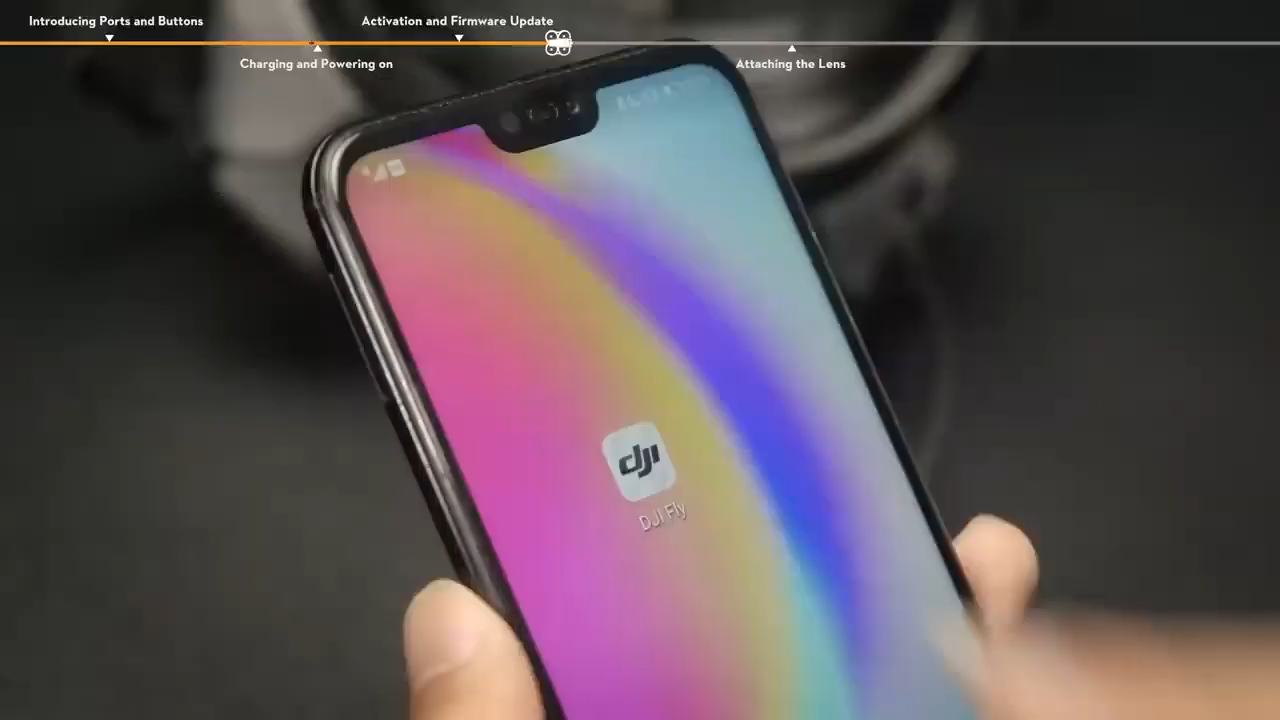 Introducing Ports and Buttons
Activation and Firmware Update
Charging and Powering on
Attaching the Lens
dji
DJI Fly